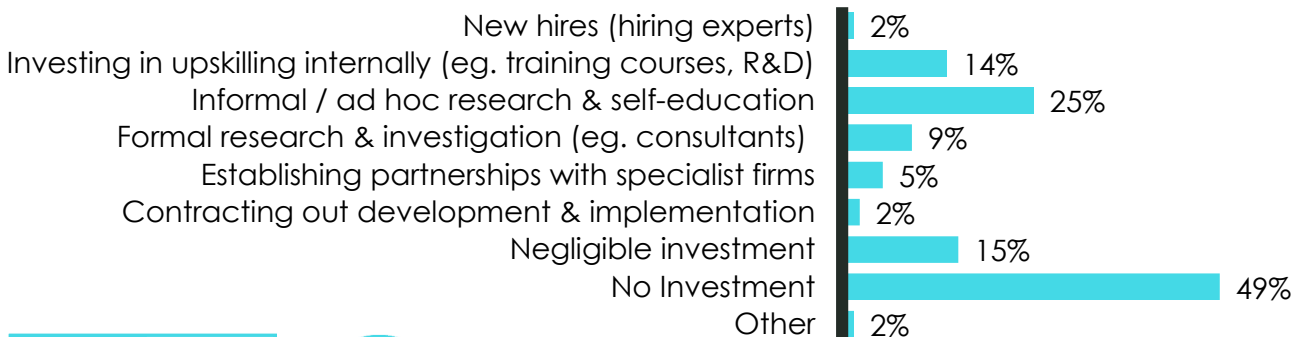 New hires (hiring experts) 2%
Investing in upskilling internally (eg. training courses, R&D) 14%
Informal / ad hoc research & self-education 25%
Formal research & investigation (eg. consultants) 9%
Establishing partnerships with specialist firms 5%
Contracting out development & implementation 2%
Negligible investment 15%
No Investment 49%
Other 2%